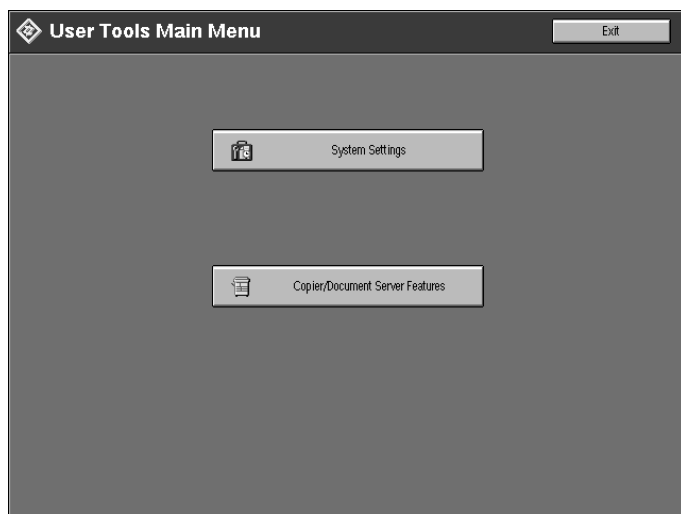 User Tools Main Menu
Exit
System Settings
Copier/Document Server Features